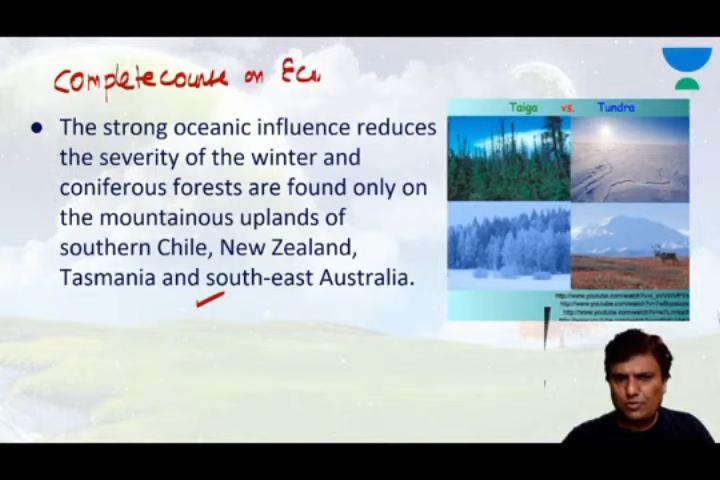 Complete course on Ecu
Taiga vs. Tundra
• The strong oceanic influence reduces
the severity of the winter and
coniferous forests are found only on
the mountainous uplands of
southern Chile, New Zealand,
Tasmania and south-east Australia.